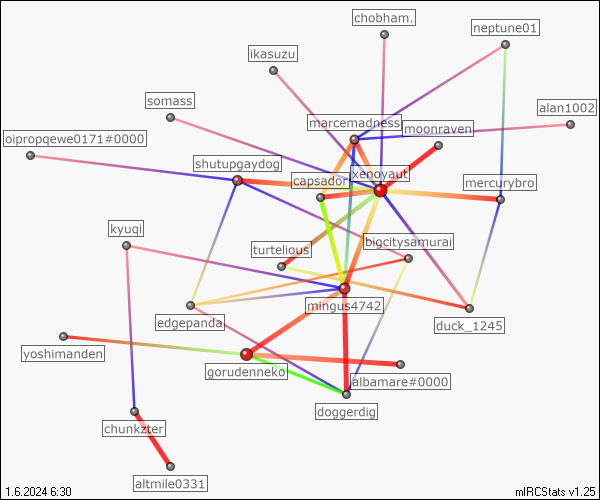 chobham.
neptune01
ikasuzu
somass
alan1002
marcemadness
moonraven
oipropqewe0171#0000
shutupgaydog
xenoyaut
capsador
mercurybro
kyuqi
bigcitysamurai
turtelious
mingus4742
edgepanda
duck_1245
yoshimanden
gorudenneko
albamare#0000
doggerdig
chunkzter
altmile0331
1.6.2024 6:30
mIRCStats v1.25